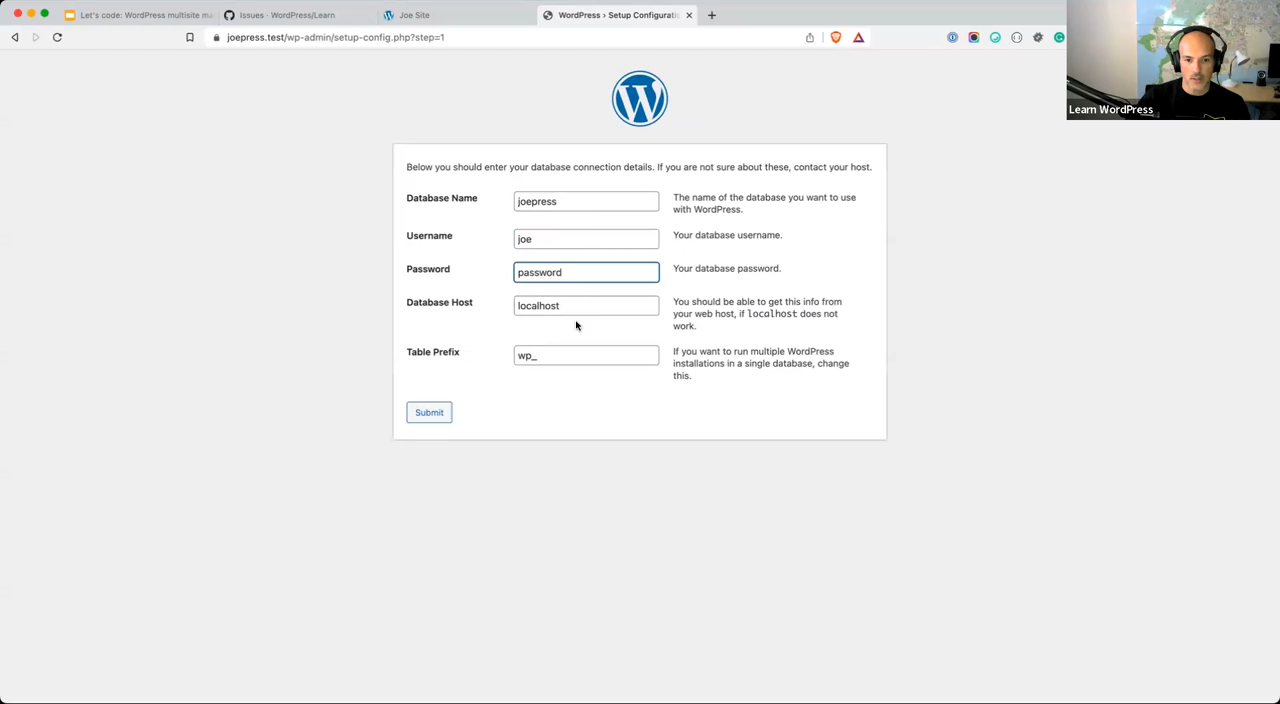 Let's code: WordPress multisite ma
Issues · WordPress/Learn
Joe Site
WordPress › Setup Configurati
joepress.test/wp-admin/setup-config.php?step=1
Learn WordPress
Below you should enter your database connection details. If you are not sure about these, contact your host.
Database Name
joepress
The name of the database you want to use
with WordPress.
Username
joe
Your database username.
Password
password
Your database password.
Database Host
localhost
You should be able to get this info from
your web host, if localhost does not
work.
Table Prefix
wp_
If you want to run multiple WordPress
installations in a single database, change
this.
Submit